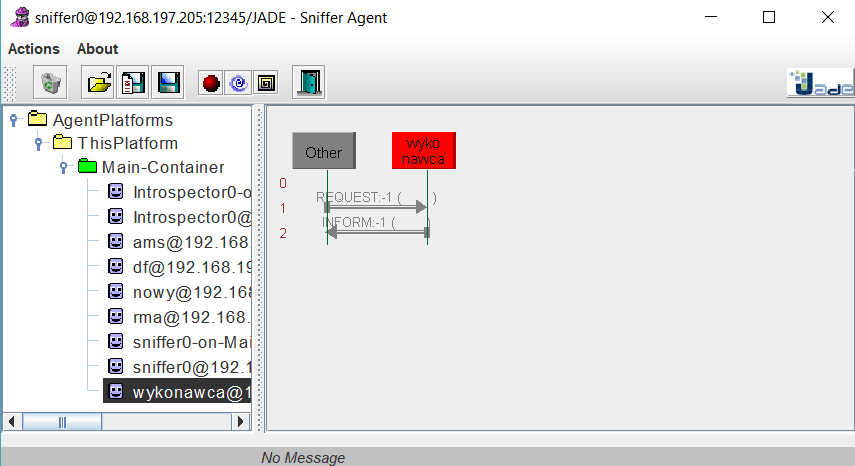 sniffer0@192.168.197.205:12345/JADE - Sniffer Agent
Actions About
Jade
AgentPlatforms
ThisPlatform
Main-Container
Introspector0-o
Introspector0@
ams@192.168
df@192.168.19
nowy@192.168
rma@192.168.
sniffer0-on-Mai
sniffer0@192.1
wykonawca@1
Other
wyko
nawca
0
REQUEST:-1 ( )
1
INFORM:-1 ( )
2
No Message